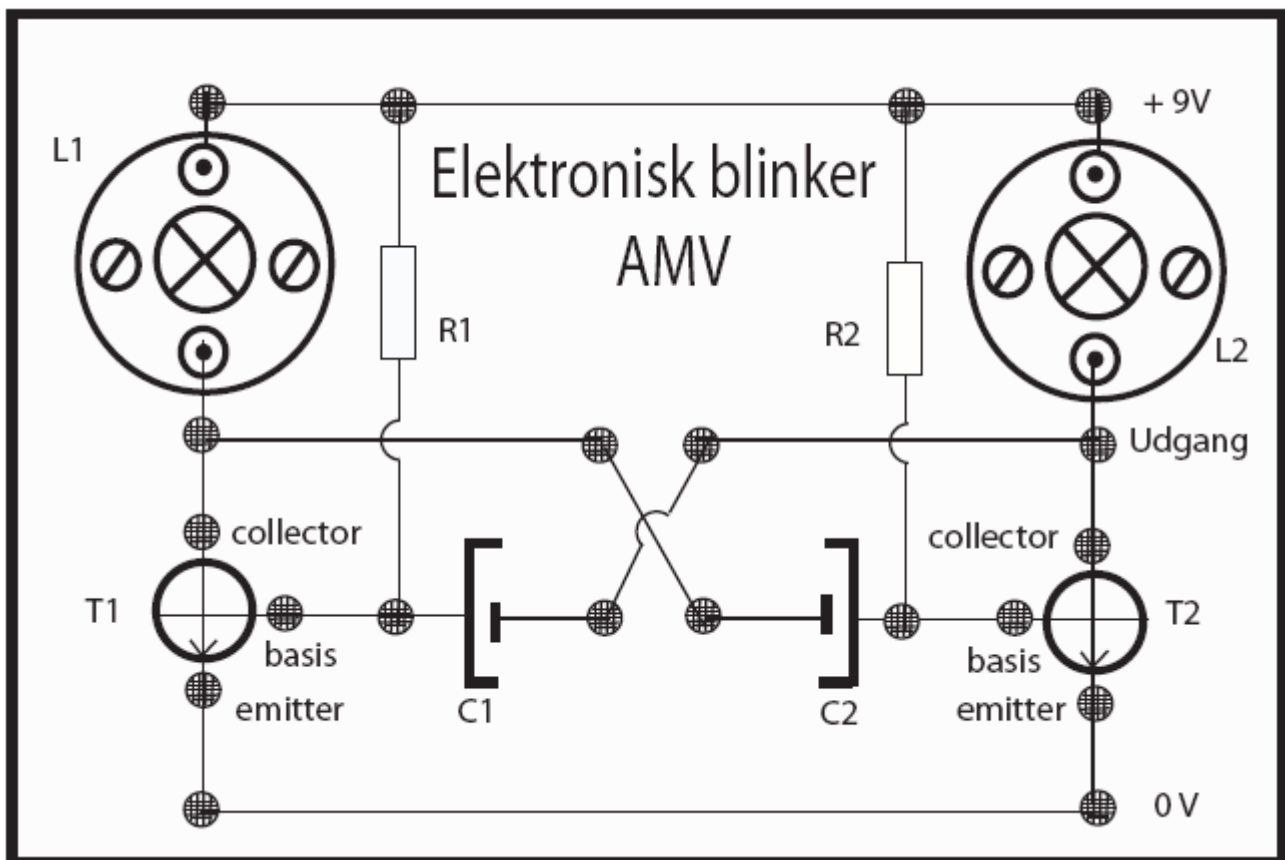 + 9V
L1
Elektronisk blinker
AMV
R1
R2
L2
Udgang
collector
collector
T1
T2
basis
basis
emitter
C1
C2
emitter
0 V